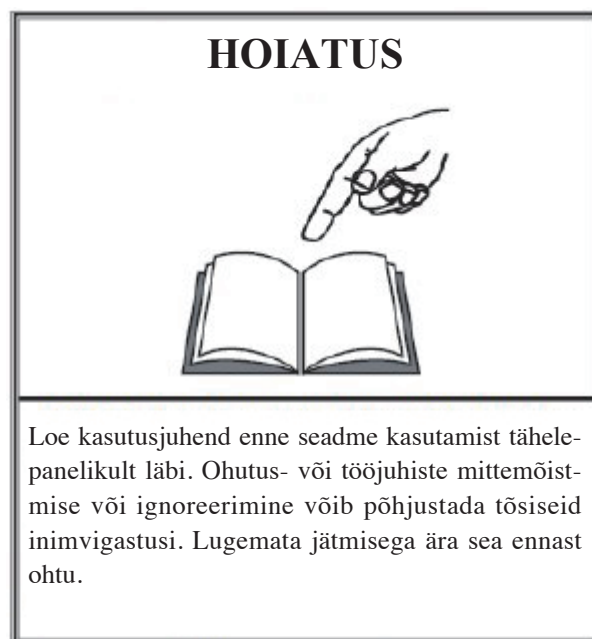 HOIATUS
Loe kasutusjuhend enne seadme kasutamist tähele-
panelikult läbi. Ohutus- või tööjuhiste mittemõist-
mise või ignoreerimine võib põhjustada tõsiseid
inimvigastusi. Lugemata jätmisega ära sea ennast
ohtu.